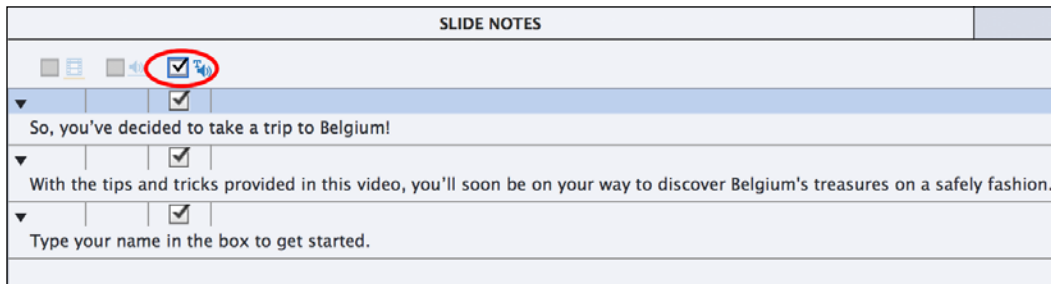 SLIDE NOTES
So, you've decided to take a trip to Belgium!
With the tips and tricks provided in this video, you'll soon be on your way to discover Belgium's treasures on a safely fashion.
Type your name in the box to get started.